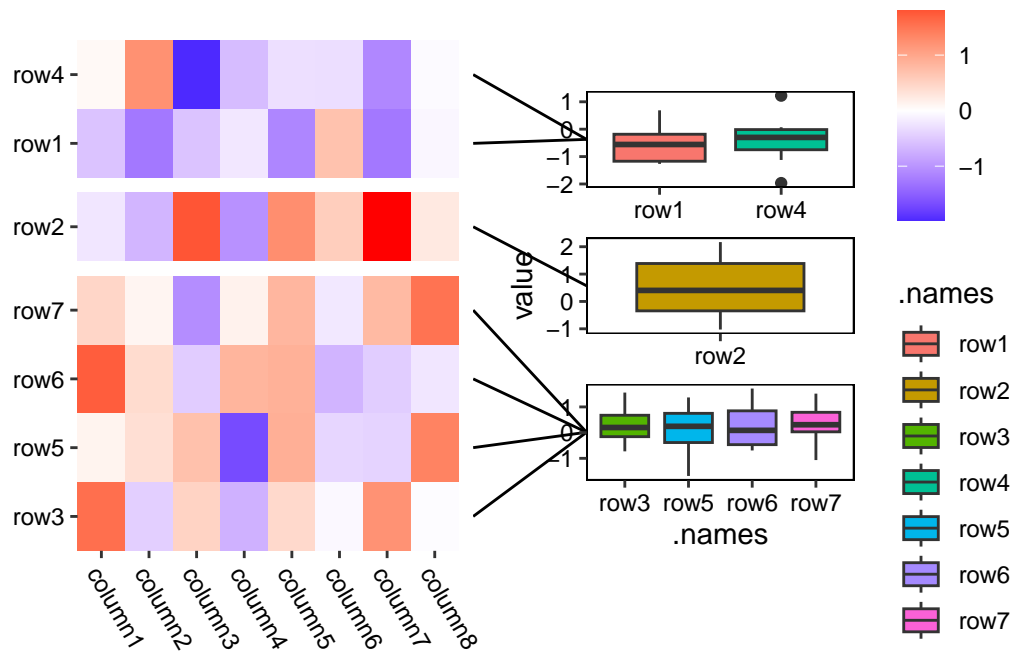 row4
row1
row2
row7
row6
row5
row3
column1
column2
column3
column4
column5
column6
column7
column8
value
1
0
−1
−2
row1
row4
2
1
0
−1
row2
1
0
−1
row3
row5
row6
row7
.names
1
0
−1
.names
row1
row2
row3
row4
row5
row6
row7